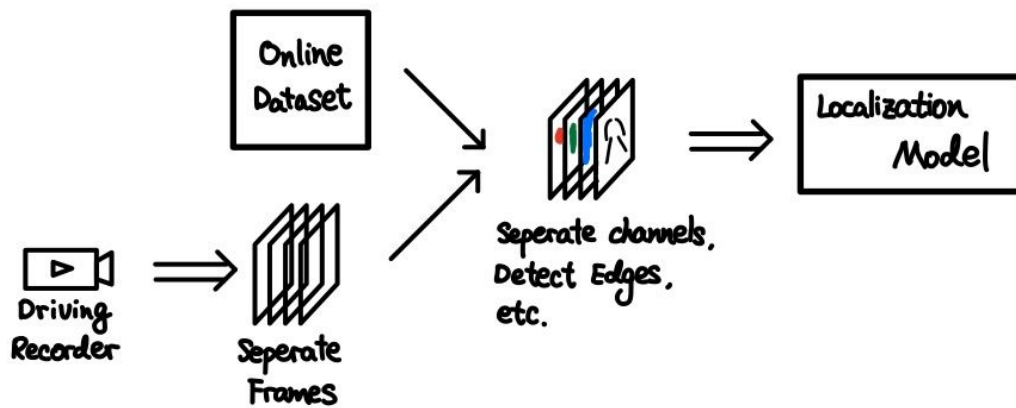 Online
Dataset
Driving
Recorder
Seperate
Frames
Seperate channels,
Detect Edges,
etc.
Localization
Model